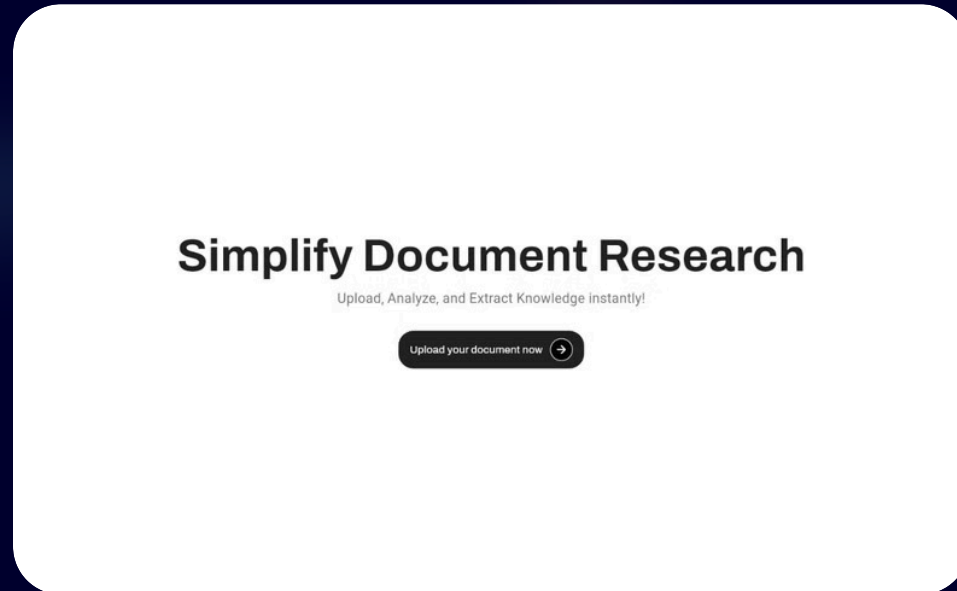 Simplify Document Research
Upload, Analyze, and Extract Knowledge instantly!
Upload your document now